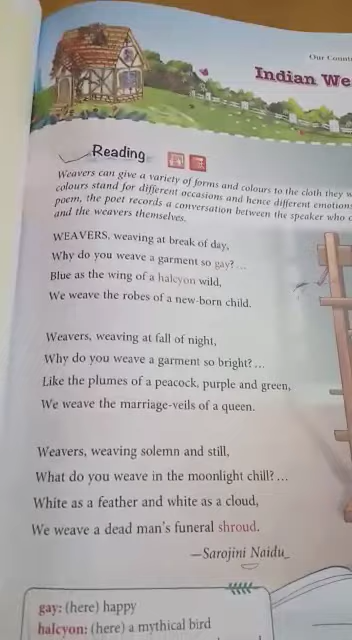 Our Count
Indian We
Reading
Weavers can give a variety of forms and colours to the cloth they w
colours stand for different occasions and hence different emotion
poem, the poet records a conversation between the speaker who
and the weavers themselves.
WEAVERS, weaving at break of day,
Why do you weave a garment so gay?...
Blue as the wing of a halcyon wild,
We weave the robes of a new-born child.
Weavers, weaving at fall of night,
Why do you weave a garment so bright?...
Like the plumes of a peacock, purple and green,
We weave the marriage-veils of a queen.
Weavers, weaving solemn and still,
What do you weave in the moonlight chill?...
White as a feather and white as a cloud,
We weave a dead man's funeral shroud.
—Sarojini Naidu
gay: (here) happy
halcyon: (here) a mythical bird